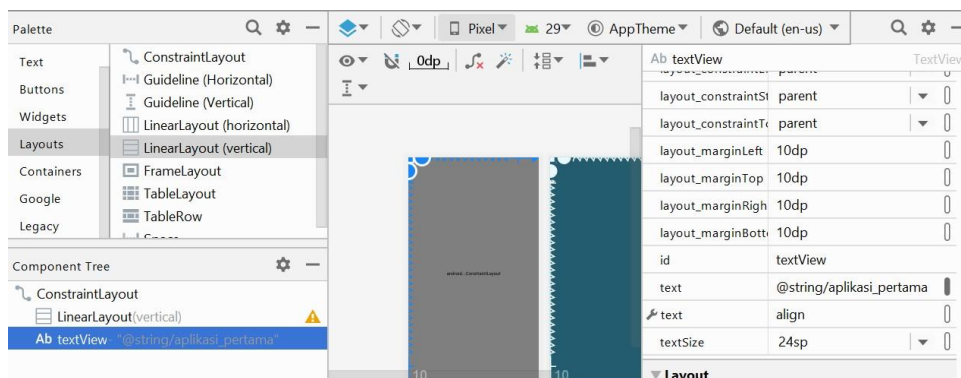 Palette
Text
Buttons
Widgets
Layouts
Containers
Google
Legacy
ConstraintLayout
Guideline (Horizontal)
Guideline (Vertical)
LinearLayout (horizontal)
LinearLayout (vertical)
FrameLayout
TableLayout
TableRow
Component Tree
ConstraintLayout
LinearLayout(vertical)
Ab textView- "@string/aplikasi_pertama"
Pixel 29 AppTheme Default (en-us)
0dp
10 10
Ab textView TextView
parent
layout_constraintSt parent
layout_constraintTo parent
layout_marginLeft 10dp
layout_marginTop 10dp
layout_marginRigh 10dp
layout_marginBott 10dp
id textView
text @string/aplikasi_pertama
text align
textSize 24sp
Layout